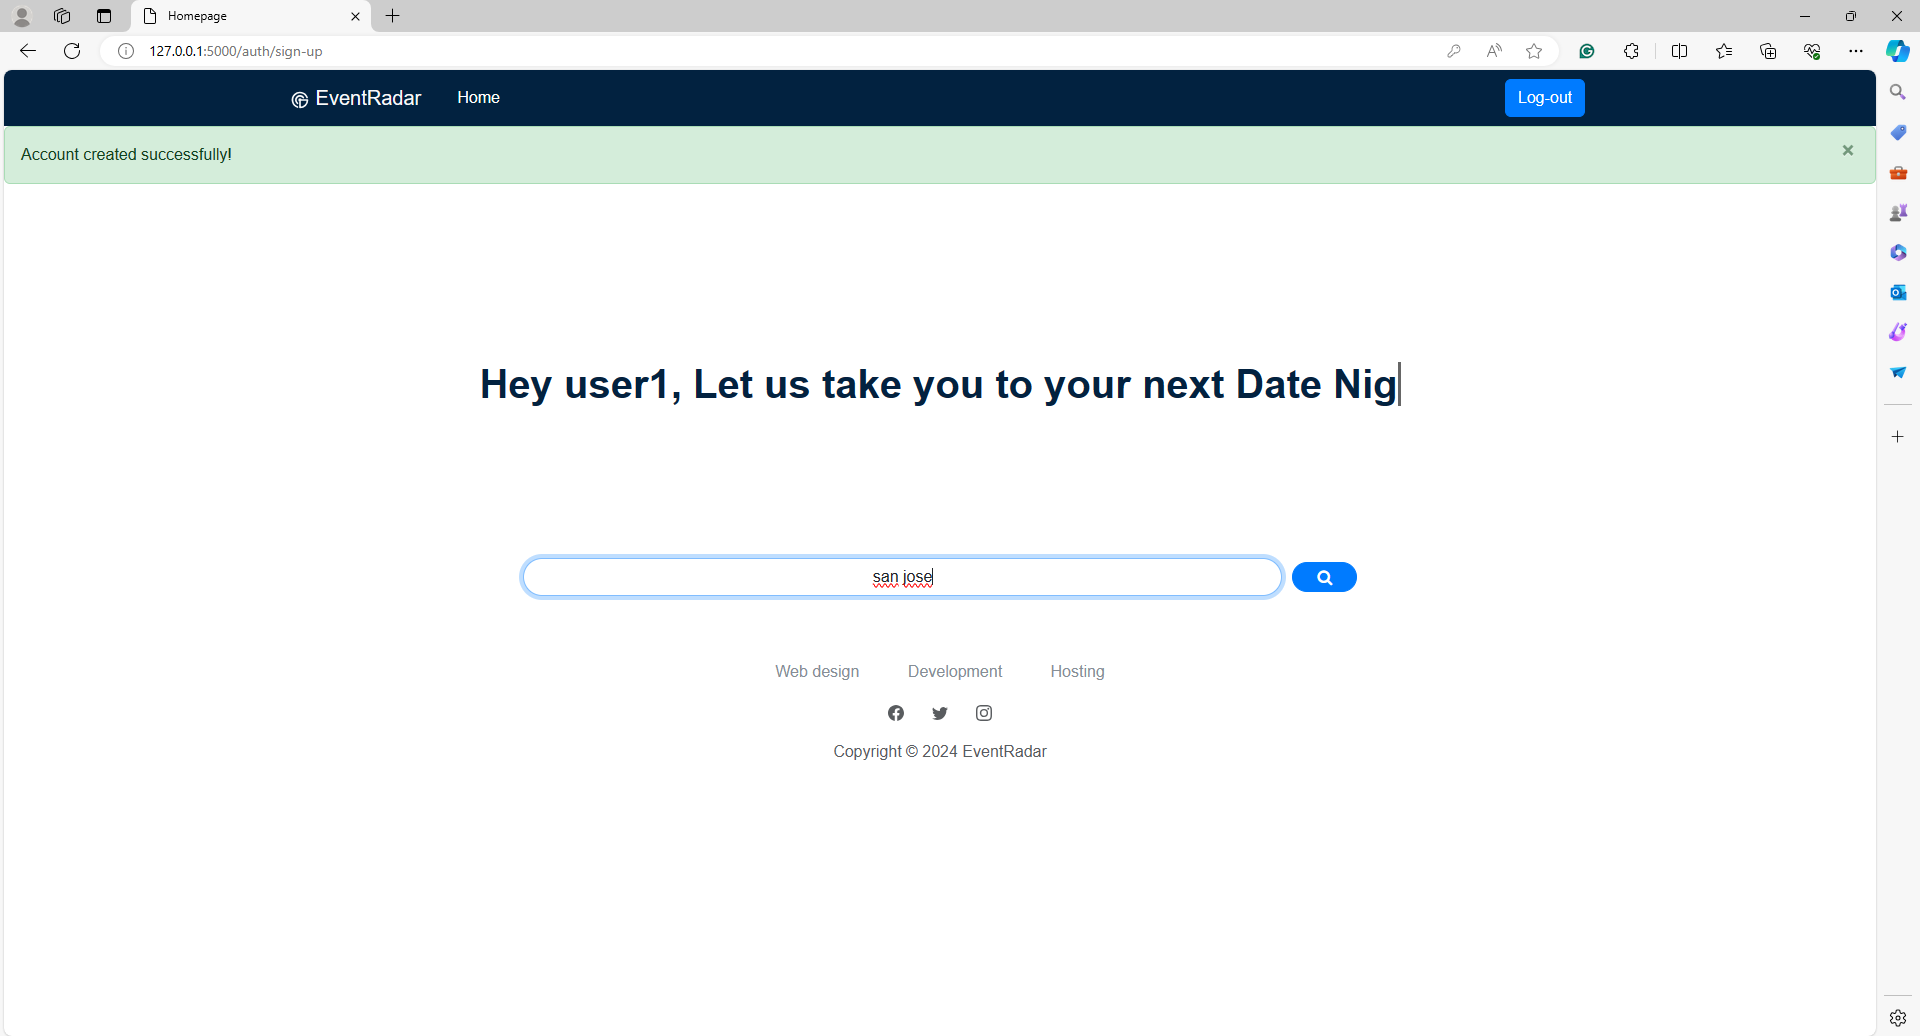 Homepage
127.0.0.1:5000/auth/sign-up
EventRadar Home Log-out
Account created successfully!
Hey user1, Let us take you to your next Date Nig
san jose
Web design Development Hosting
Copyright © 2024 EventRadar